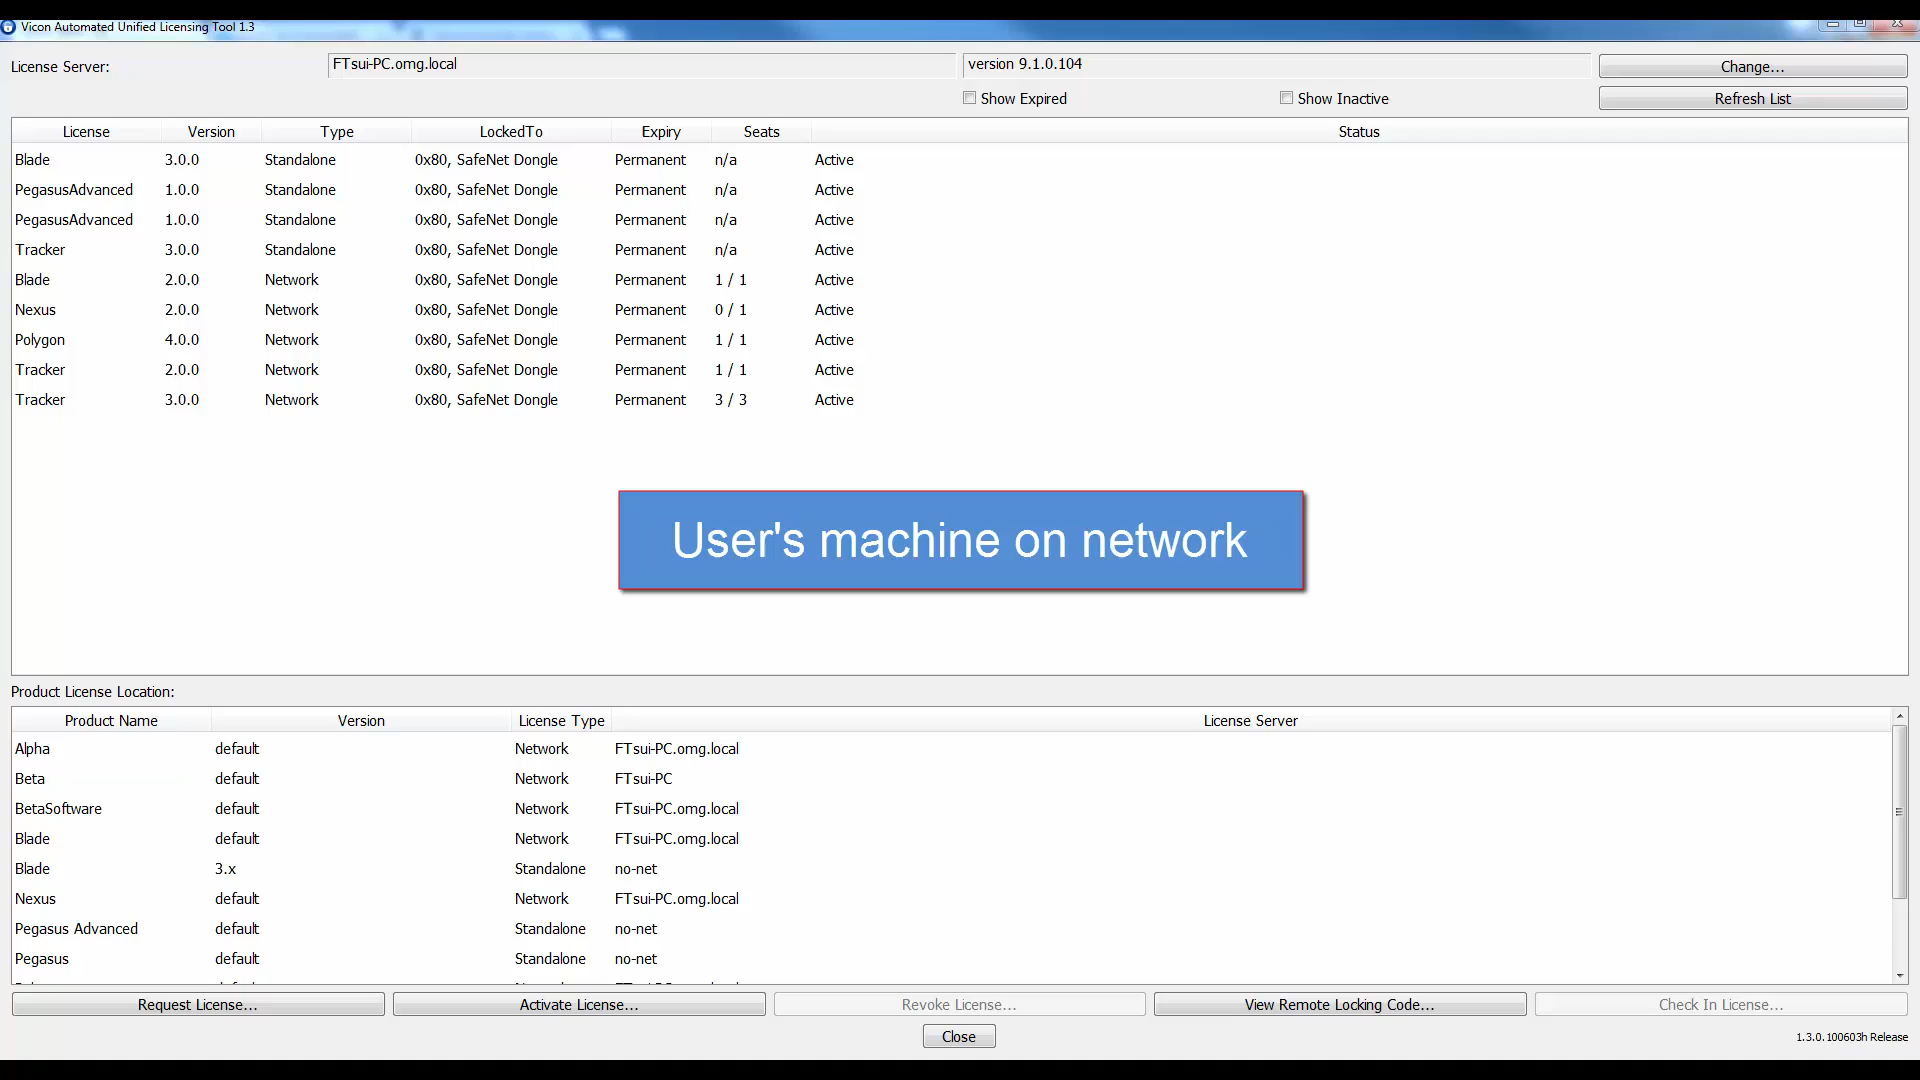 Vicon Automated Unified Licensing Tool 1.3
License Server: FTsui-PC.omg.local version 9.1.0.104 Change...
Show Expired Show Inactive Refresh List
License Version Type LockedTo Expiry Seats Status
Blade 3.0.0 Standalone 0x80, SafeNet Dongle Permanent n/a Active
PegasusAdvanced 1.0.0 Standalone 0x80, SafeNet Dongle Permanent n/a Active
PegasusAdvanced 1.0.0 Standalone 0x80, SafeNet Dongle Permanent n/a Active
Tracker 3.0.0 Standalone 0x80, SafeNet Dongle Permanent n/a Active
Blade 2.0.0 Network 0x80, SafeNet Dongle Permanent 1 / 1 Active
Nexus 2.0.0 Network 0x80, SafeNet Dongle Permanent 0 / 1 Active
Polygon 4.0.0 Network 0x80, SafeNet Dongle Permanent 1 / 1 Active
Tracker 2.0.0 Network 0x80, SafeNet Dongle Permanent 1 / 1 Active
Tracker 3.0.0 Network 0x80, SafeNet Dongle Permanent 3 / 3 Active
User's machine on network
Product License Location:
Product Name Version License Type License Server
Alpha default Network FTsui-PC.omg.local
Beta default Network FTsui-PC
BetaSoftware default Network FTsui-PC.omg.local
Blade default Network FTsui-PC.omg.local
Blade 3.x Standalone no-net
Nexus default Network FTsui-PC.omg.local
Pegasus Advanced default Standalone no-net
Pegasus default Standalone no-net
Request License... Activate License... Revoke License... View Remote Locking Code... Check In License...
Close
1.3.0.100603h Release